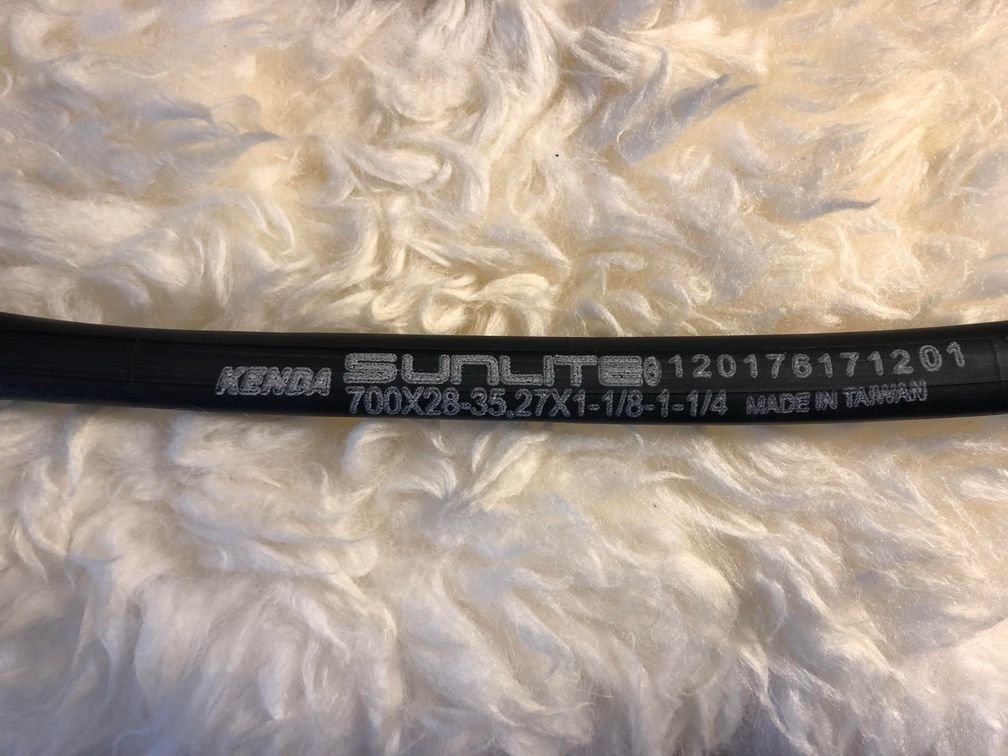 KENDA SUNLITE ® 120176171201
700X28-35,27X1-1/8-1-1/4 MADE IN TAIWAN